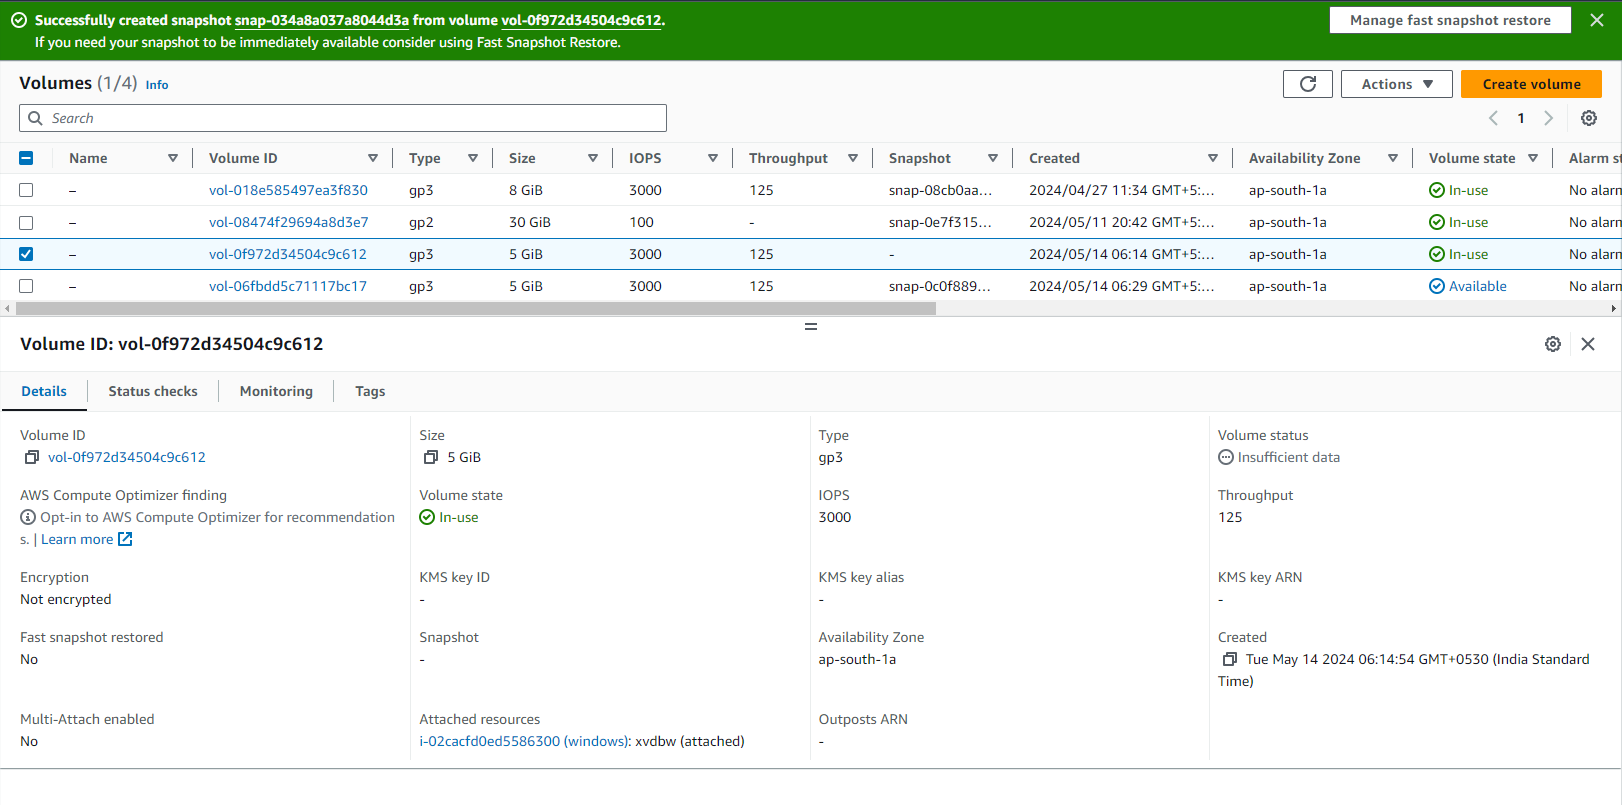 Successfully created snapshot snap-034a8a037a8044d3a from volume vol-0f972d34504c9c612.
If you need your snapshot to be immediately available consider using Fast Snapshot Restore.
Manage fast snapshot restore
Volumes (1/4) Info
Actions
Create volume
Search
1
Name Volume ID Type Size IOPS Throughput Snapshot Created Availability Zone Volume state Alarm st
– vol-018e585497ea3f830 gp3 8 GiB 3000 125 snap-08cb0aa... 2024/04/27 11:34 GMT+5:... ap-south-1a In-use No alarm
– vol-08474f29694a8d3e7 gp2 30 GiB 100 - snap-0e7f315... 2024/05/11 20:42 GMT+5:... ap-south-1a In-use No alarm
– vol-0f972d34504c9c612 gp3 5 GiB 3000 125 - 2024/05/14 06:14 GMT+5:... ap-south-1a In-use No alarm
– vol-06fbdd5c71117bc17 gp3 5 GiB 3000 125 snap-0c0f889... 2024/05/14 06:29 GMT+5:... ap-south-1a Available No alarm
Volume ID: vol-0f972d34504c9c612
Details Status checks Monitoring Tags
Volume ID Size Type Volume status
vol-0f972d34504c9c612 5 GiB gp3 Insufficient data
AWS Compute Optimizer finding Volume state IOPS Throughput
Opt-in to AWS Compute Optimizer for recommendation In-use 3000 125
s. | Learn more
Encryption KMS key ID KMS key alias KMS key ARN
Not encrypted - - -
Fast snapshot restored Snapshot Availability Zone Created
No - ap-south-1a Tue May 14 2024 06:14:54 GMT+0530 (India Standard
Time)
Multi-Attach enabled Attached resources Outposts ARN
No i-02cacfd0ed5586300 (windows): xvdbw (attached) -